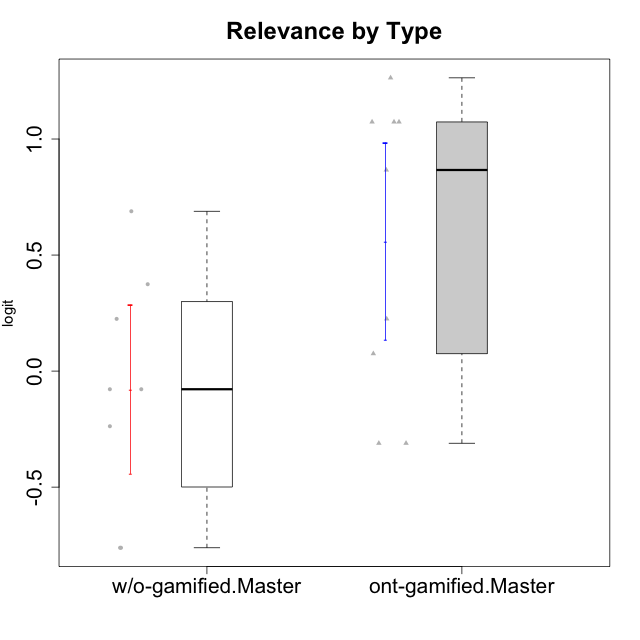 Relevance by Type
logit
1.0
0.5
0.0
-0.5
w/o-gamified.Master
ont-gamified.Master